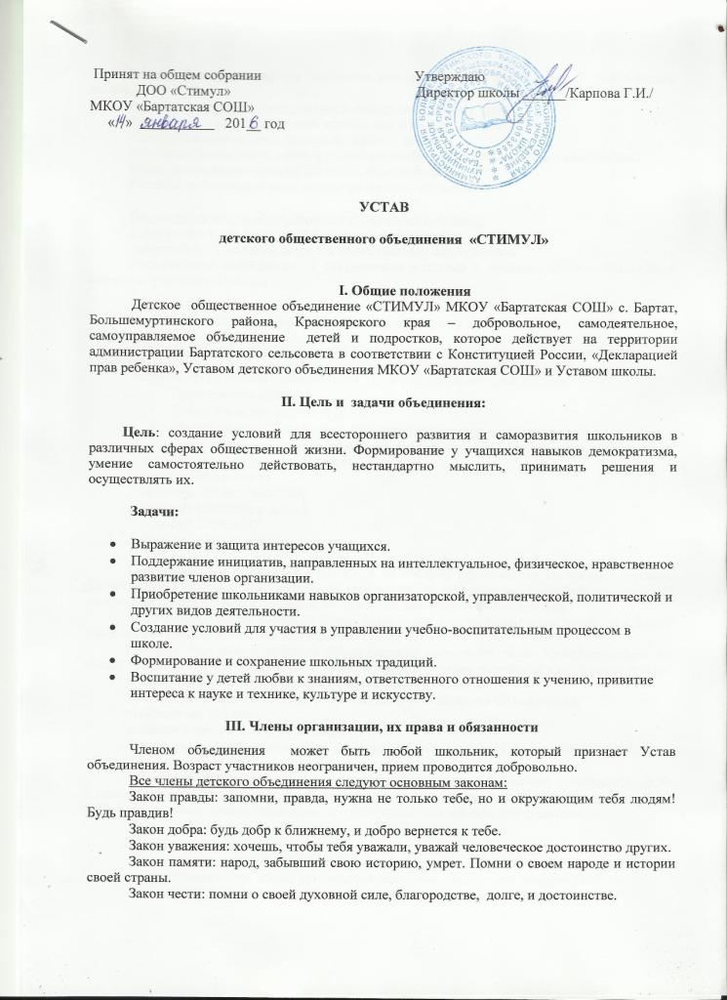 Принят на общем собрании
ДОО «Стимул»
МКОУ «Бартатская СОШ»
«14» января 2016 год
Утверждаю
Директор школы ______/Карпова Г.И./
УСТАВ
детского общественного объединения «СТИМУЛ»
I. Общие положения
Детское общественное объединение «СТИМУЛ» МКОУ «Бартатская СОШ» с. Бартат,
Большемуртинского района, Красноярского края – добровольное, самодеятельное,
самоуправляемое объединение детей и подростков, которое действует на территории
администрации Бартатского сельсовета в соответствии с Конституцией России, «Декларацией
прав ребенка», Уставом детского объединения МКОУ «Бартатская СОШ» и Уставом школы.
II. Цель и задачи объединения:
Цель: создание условий для всестороннего развития и саморазвития школьников в
различных сферах общественной жизни. Формирование у учащихся навыков демократизма,
умение самостоятельно действовать, нестандартно мыслить, принимать решения и
осуществлять их.
Задачи:
• Выражение и защита интересов учащихся.
• Поддержание инициатив, направленных на интеллектуальное, физическое, нравственное
развитие членов организации.
• Приобретение школьниками навыков организаторской, управленческой, политической и
других видов деятельности.
• Создание условий для участия в управлении учебно-воспитательным процессом в
школе.
• Формирование и сохранение школьных традиций.
• Воспитание у детей любви к знаниям, ответственного отношения к учению, привитие
интереса к науке и технике, культуре и искусству.
III. Члены организации, их права и обязанности
Членом объединения может быть любой школьник, который признает Устав
объединения. Возраст участников неограничен, прием проводится добровольно.
Все члены детского объединения следуют основным законам:
Закон правды: запомни, правда, нужна не только тебе, но и окружающим тебя людям!
Будь правдив!
Закон добра: будь добр к ближнему, и добро вернется к тебе.
Закон уважения: хочешь, чтобы тебя уважали, уважай человеческое достоинство других.
Закон памяти: народ, забывший свою историю, умрет. Помни о своем народе и истории
своей страны.
Закон чести: помни о своей духовной силе, благородстве, долге, и достоинстве.